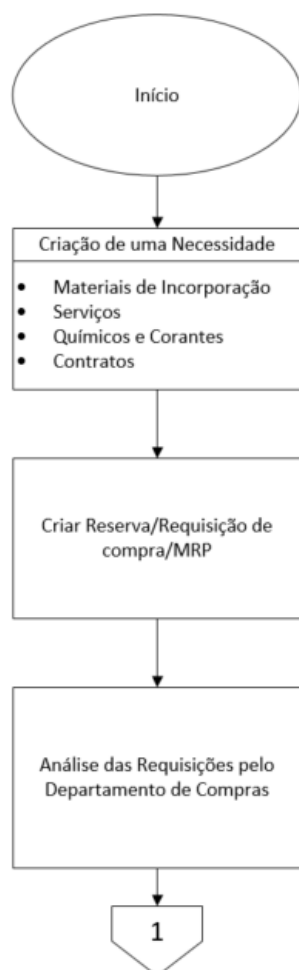 Início
Criação de uma Necessidade
• Materiais de Incorporação
• Serviços
• Químicos e Corantes
• Contratos
Criar Reserva/Requisição de
compra/MRP
Análise das Requisições pelo
Departamento de Compras
1